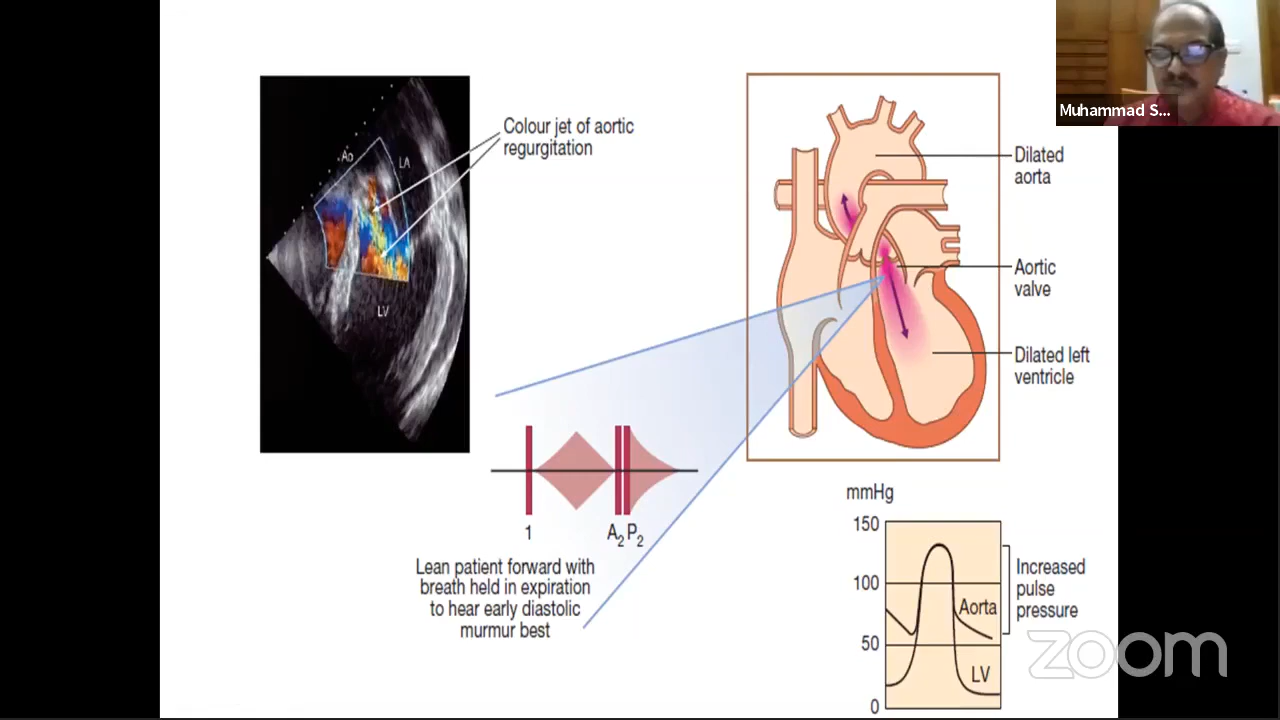 Muhammad S...
Colour jet of aortic
regurgitation
Ao
LA
LV
Dilated
aorta
Aortic
valve
Dilated left
ventricle
1
A2 P2
Lean patient forward with
breath held in expiration
to hear early diastolic
murmur best
mmHg
150
100
50
0
Aorta
LV
Increased
pulse
pressure
zoom